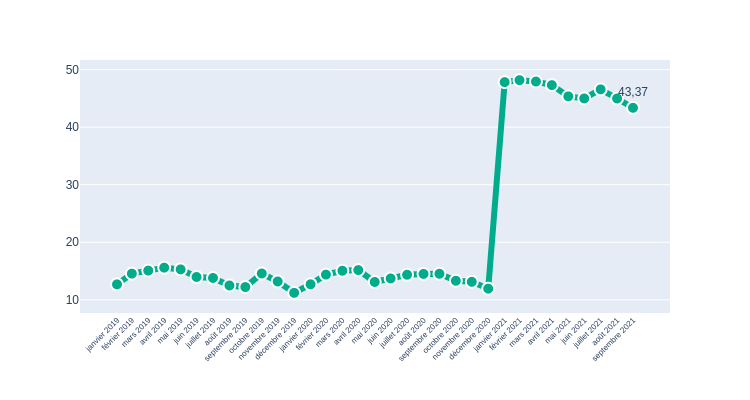 50
43,37
40
30
20
10
janvier 2019
février 2019
mars 2019
avril 2019
mai 2019
juin 2019
juillet 2019
août 2019
septembre 2019
octobre 2019
novembre 2019
décembre 2019
janvier 2020
février 2020
mars 2020
avril 2020
mai 2020
juin 2020
juillet 2020
août 2020
septembre 2020
octobre 2020
novembre 2020
décembre 2020
janvier 2021
février 2021
mars 2021
avril 2021
mai 2021
juin 2021
juillet 2021
août 2021
septembre 2021